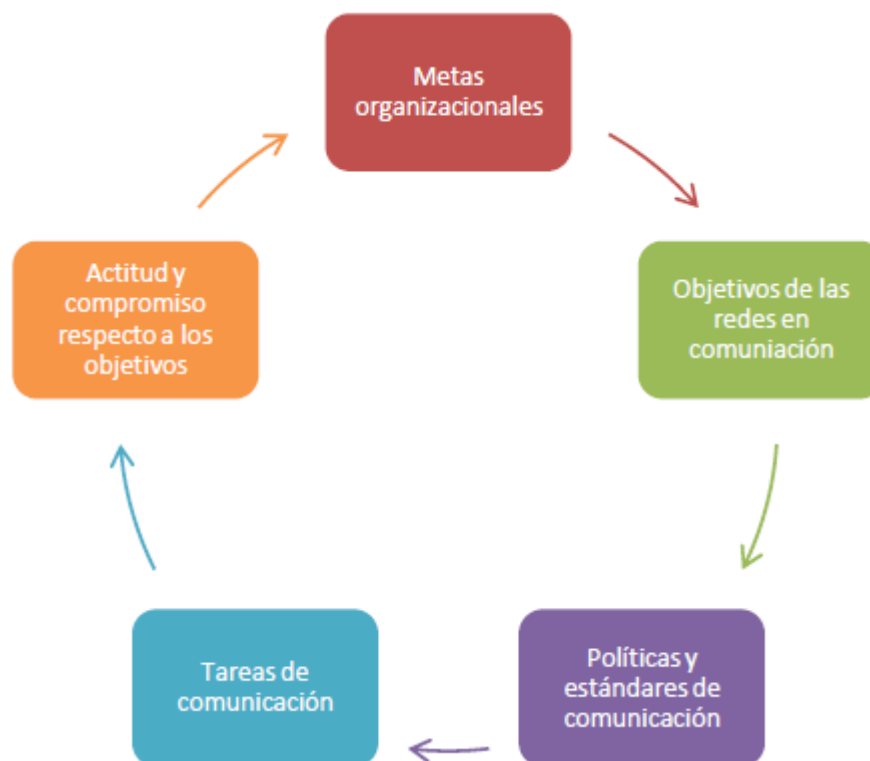 Metas
organizacionales
Objetivos de las
redes en
comuniación
Políticas y
estándares de
comunicación
Tareas de
comunicación
Actitud y
compromiso
respecto a los
objetivos